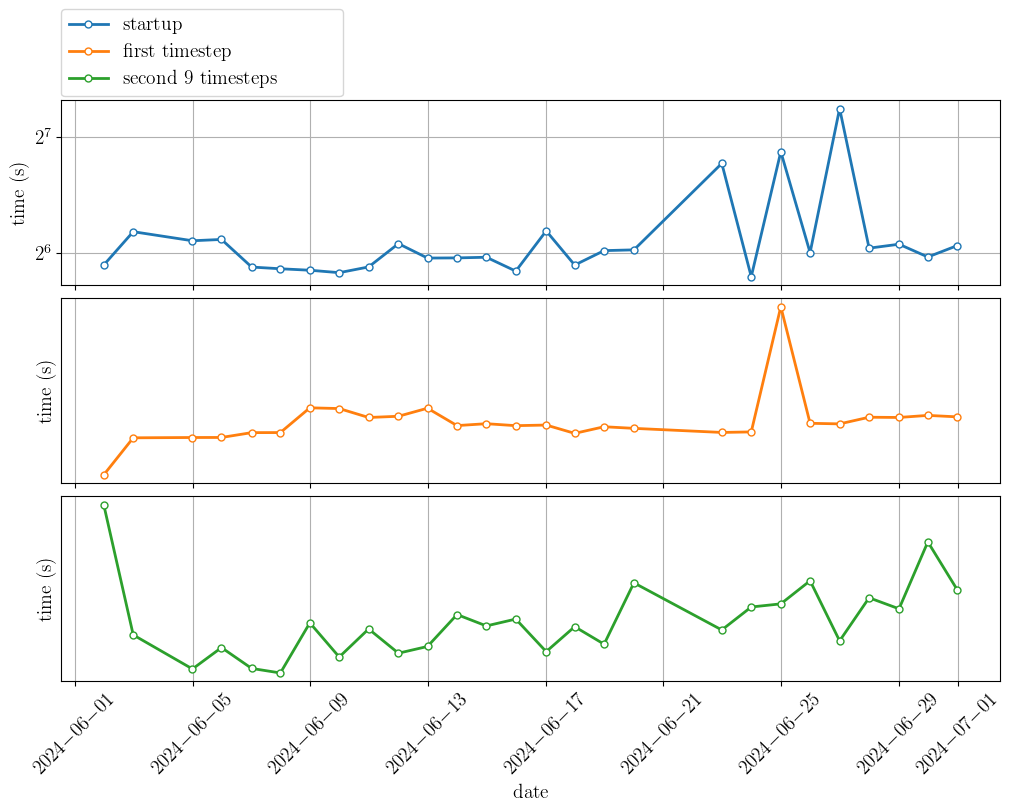 startup
first timestep
second 9 timesteps
2^7
2^6
time (s)
time (s)
time (s)
2024−06−01
2024−06−05
2024−06−09
2024−06−13
2024−06−17
2024−06−21
2024−06−25
2024−06−29
2024−07−01
date